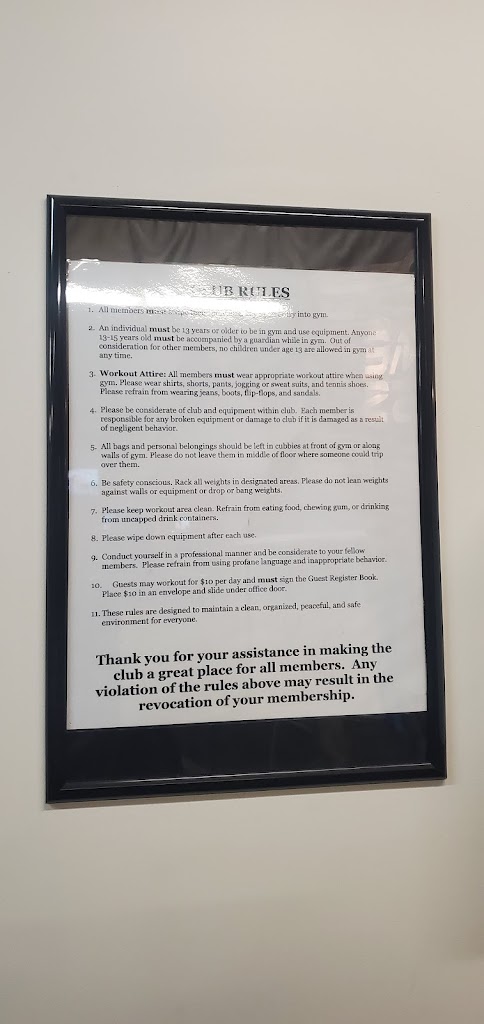 UB RULES
1. All members must into gym.
2. An individual must be 13 years or older to be in gym and use equipment. Anyone
13-15 years old must be accompanied by a guardian while in gym. Out of
consideration for other members, no children under age 13 are allowed in gym at
any time.
3. Workout Attire: All members must wear appropriate workout attire when using
gym. Please wear shirts, shorts, pants, jogging or sweat suits, and tennis shoes.
Please refrain from wearing jeans, boots, flip-flops, and sandals.
4. Please be considerate of club and equipment within club. Each member is
responsible for any broken equipment or damage to club if it is damaged as a result
of negligent behavior.
5. All bags and personal belongings should be left in cubbies at front of gym or along
walls of gym. Please do not leave them in middle of floor where someone could trip
over them.
6. Be safety conscious. Rack all weights in designated areas. Please do not lean weights
against walls or equipment or drop or bang weights.
7. Please keep workout area clean. Refrain from eating food, chewing gum, or drinking
from uncapped drink containers.
8. Please wipe down equipment after each use.
9. Conduct yourself in a professional manner and be considerate to your fellow
members. Please refrain from using profane language and inappropriate behavior.
10. Guests may workout for $10 per day and must sign the Guest Register Book.
Place $10 in an envelope and slide under office door.
11. These rules are designed to maintain a clean, organized, peaceful, and safe
environment for everyone.
Thank you for your assistance in making the
club a great place for all members. Any
violation of the rules above may result in the
revocation of your membership.